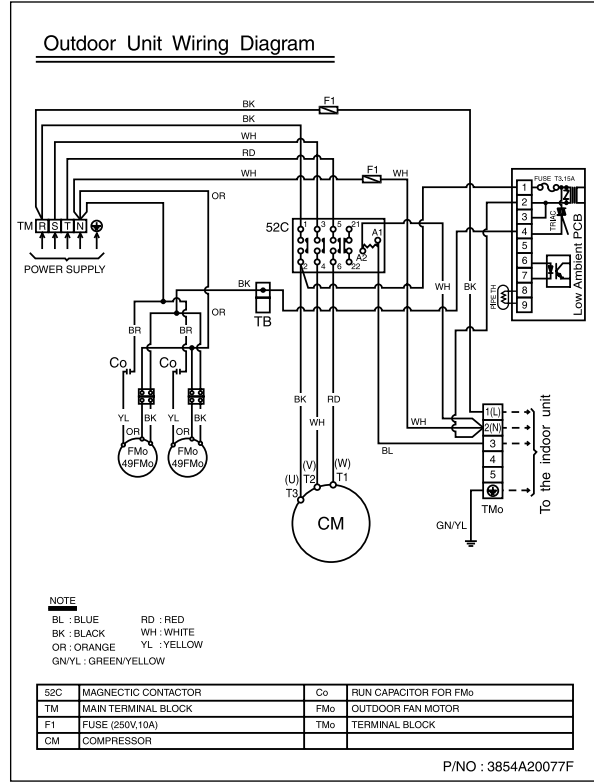 Outdoor Unit Wiring Diagram
BK F1
BK
WH
RD
WH F1 WH
OR
TM R S T N
POWER SUPPLY
52C 1 3 5 21 A1
2 4 6 22 A2
1 FUSE T3.15A
2
3
4 TRIAC
5
6
7
8 PIPE TH
9
Low Ambient PCB
BK TB
OR
WH BK
BR BR
Co Co
YL BK YL BK
OR OR
FMo FMo
49FMo 49FMo
BK WH RD
WH
BL
1(L)
2(N)
3
4
5
TMo
To the indoor unit
GN/YL
(U) (V) (W)
T3 T2 T1
CM
NOTE
BL : BLUE RD : RED
BK : BLACK WH : WHITE
OR : ORANGE YL : YELLOW
GN/YL : GREEN/YELLOW
52C MAGNECTIC CONTACTOR Co RUN CAPACITOR FOR FMo
TM MAIN TERMINAL BLOCK FMo OUTDOOR FAN MOTOR
F1 FUSE (250V,10A) TMo TERMINAL BLOCK
CM COMPRESSOR
P/NO : 3854A20077F